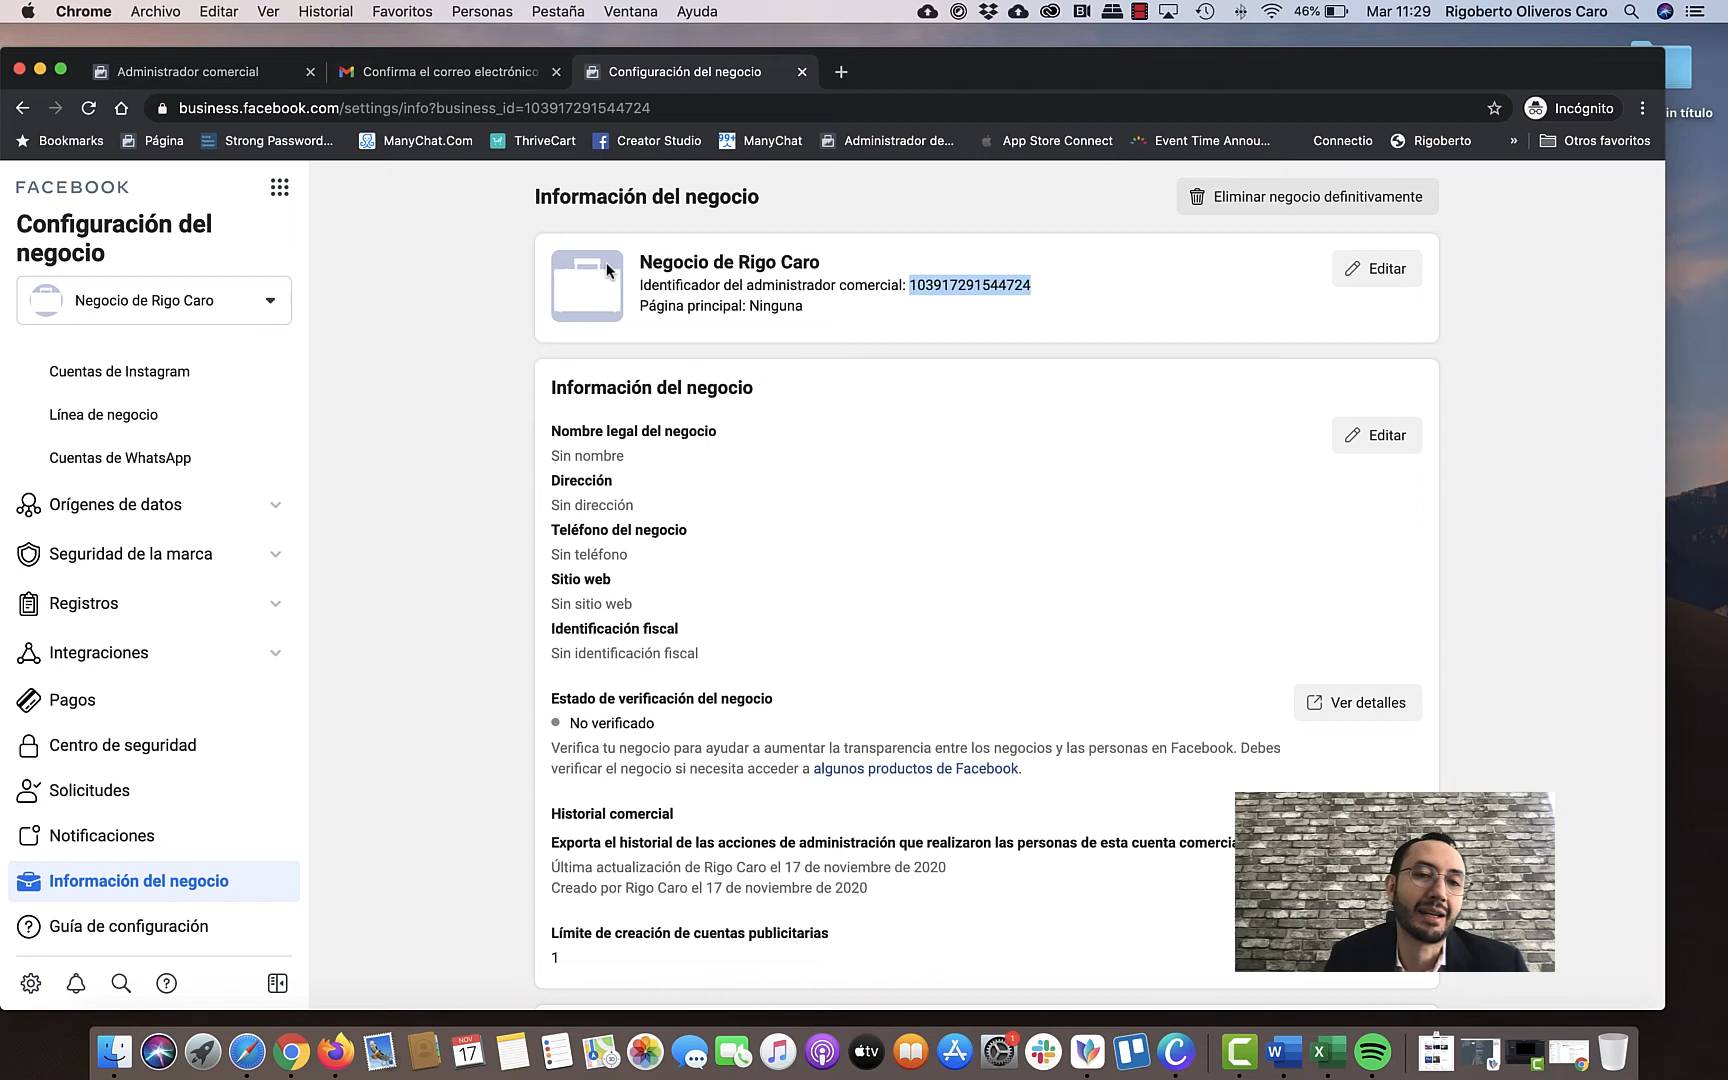 Chrome Archivo Editar Ver Historial Favoritos Personas Pestaña Ventana Ayuda 46% Mar 11:29 Rigoberto Oliveros Caro
Administrador comercial
Confirma el correo electrónico
Configuración del negocio
in título
business.facebook.com/settings/info?business_id=103917291544724
Incógnito
Bookmarks Página Strong Password... ManyChat.Com ThriveCart Creator Studio 99+ ManyChat Administrador de... App Store Connect Event Time Annou... Connectio Rigoberto » Otros favoritos
FACEBOOK
Configuración del
negocio
Negocio de Rigo Caro
Cuentas de Instagram
Línea de negocio
Cuentas de WhatsApp
Orígenes de datos
Seguridad de la marca
Registros
Integraciones
Pagos
Centro de seguridad
Solicitudes
Notificaciones
Información del negocio
Guía de configuración
Información del negocio
Eliminar negocio definitivamente
Negocio de Rigo Caro
Identificador del administrador comercial: 103917291544724
Página principal: Ninguna
Editar
Información del negocio
Nombre legal del negocio
Editar
Sin nombre
Dirección
Sin dirección
Teléfono del negocio
Sin teléfono
Sitio web
Sin sitio web
Identificación fiscal
Sin identificación fiscal
Estado de verificación del negocio
Ver detalles
No verificado
Verifica tu negocio para ayudar a aumentar la transparencia entre los negocios y las personas en Facebook. Debes
verificar el negocio si necesita acceder a algunos productos de Facebook.
Historial comercial
Exporta el historial de las acciones de administración que realizaron las personas de esta cuenta comercia
Última actualización de Rigo Caro el 17 de noviembre de 2020
Creado por Rigo Caro el 17 de noviembre de 2020
Límite de creación de cuentas publicitarias
1
NOV
17
tv
1
W
X